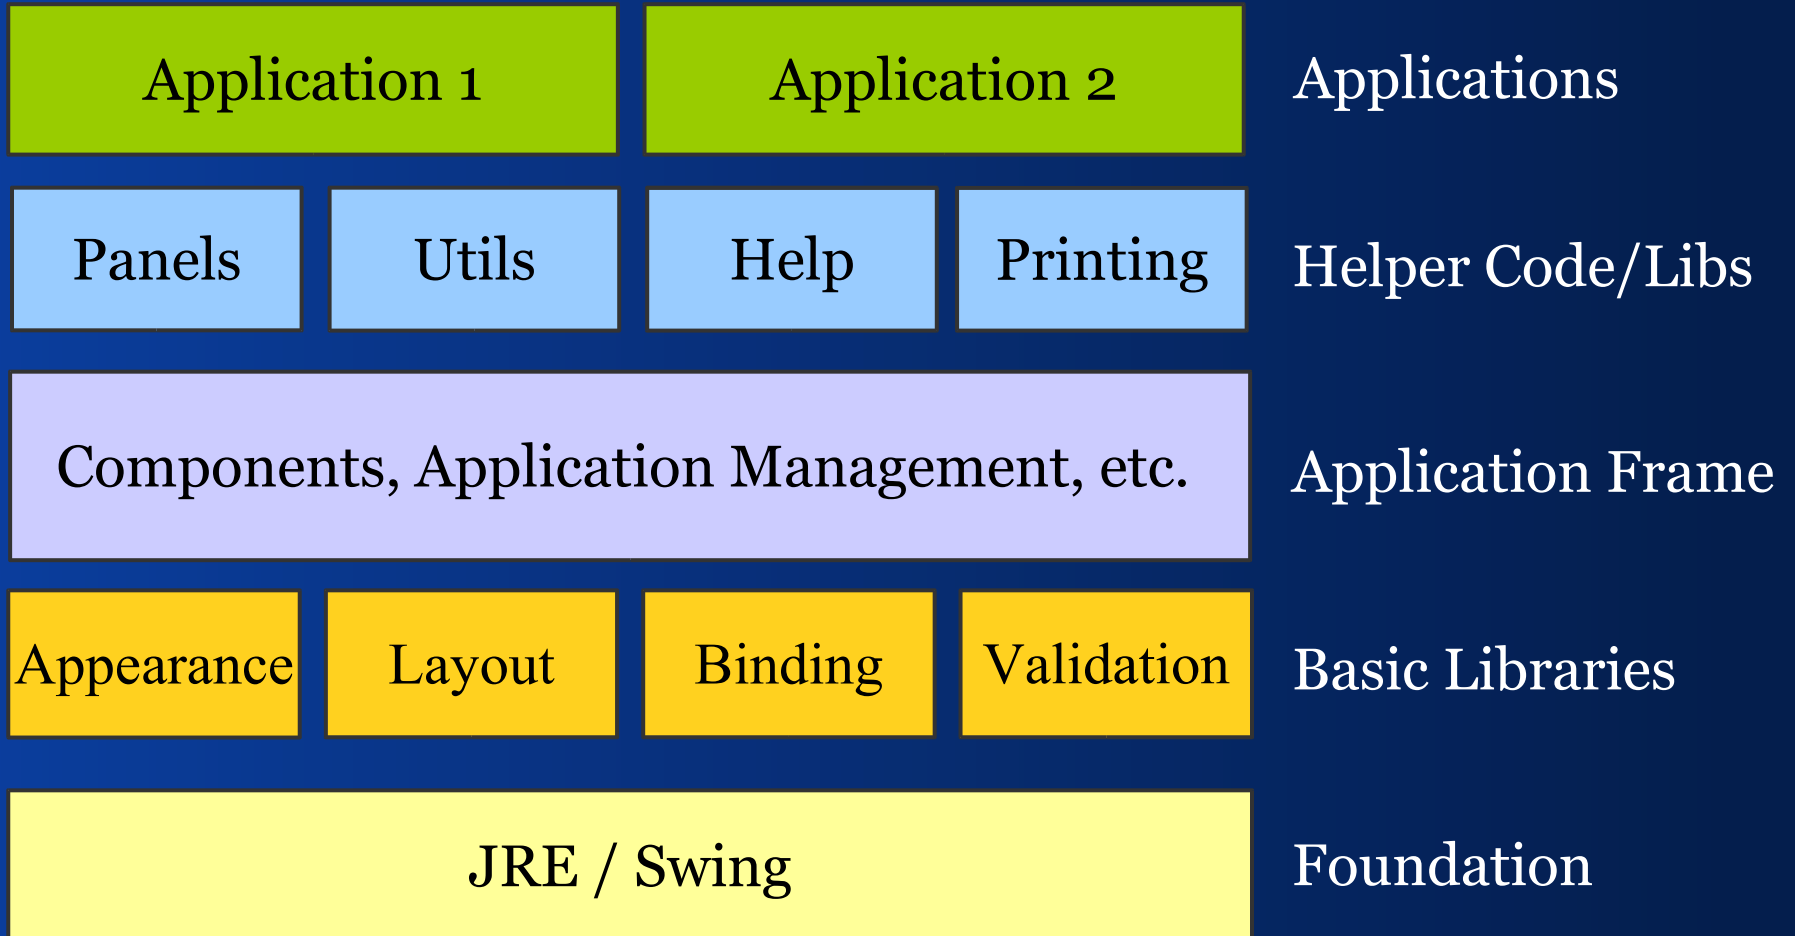 Application 1
Application 2
Applications
Panels
Utils
Help
Printing
Helper Code/Libs
Components, Application Management, etc.
Application Frame
Appearance
Layout
Binding
Validation
Basic Libraries
JRE / Swing
Foundation